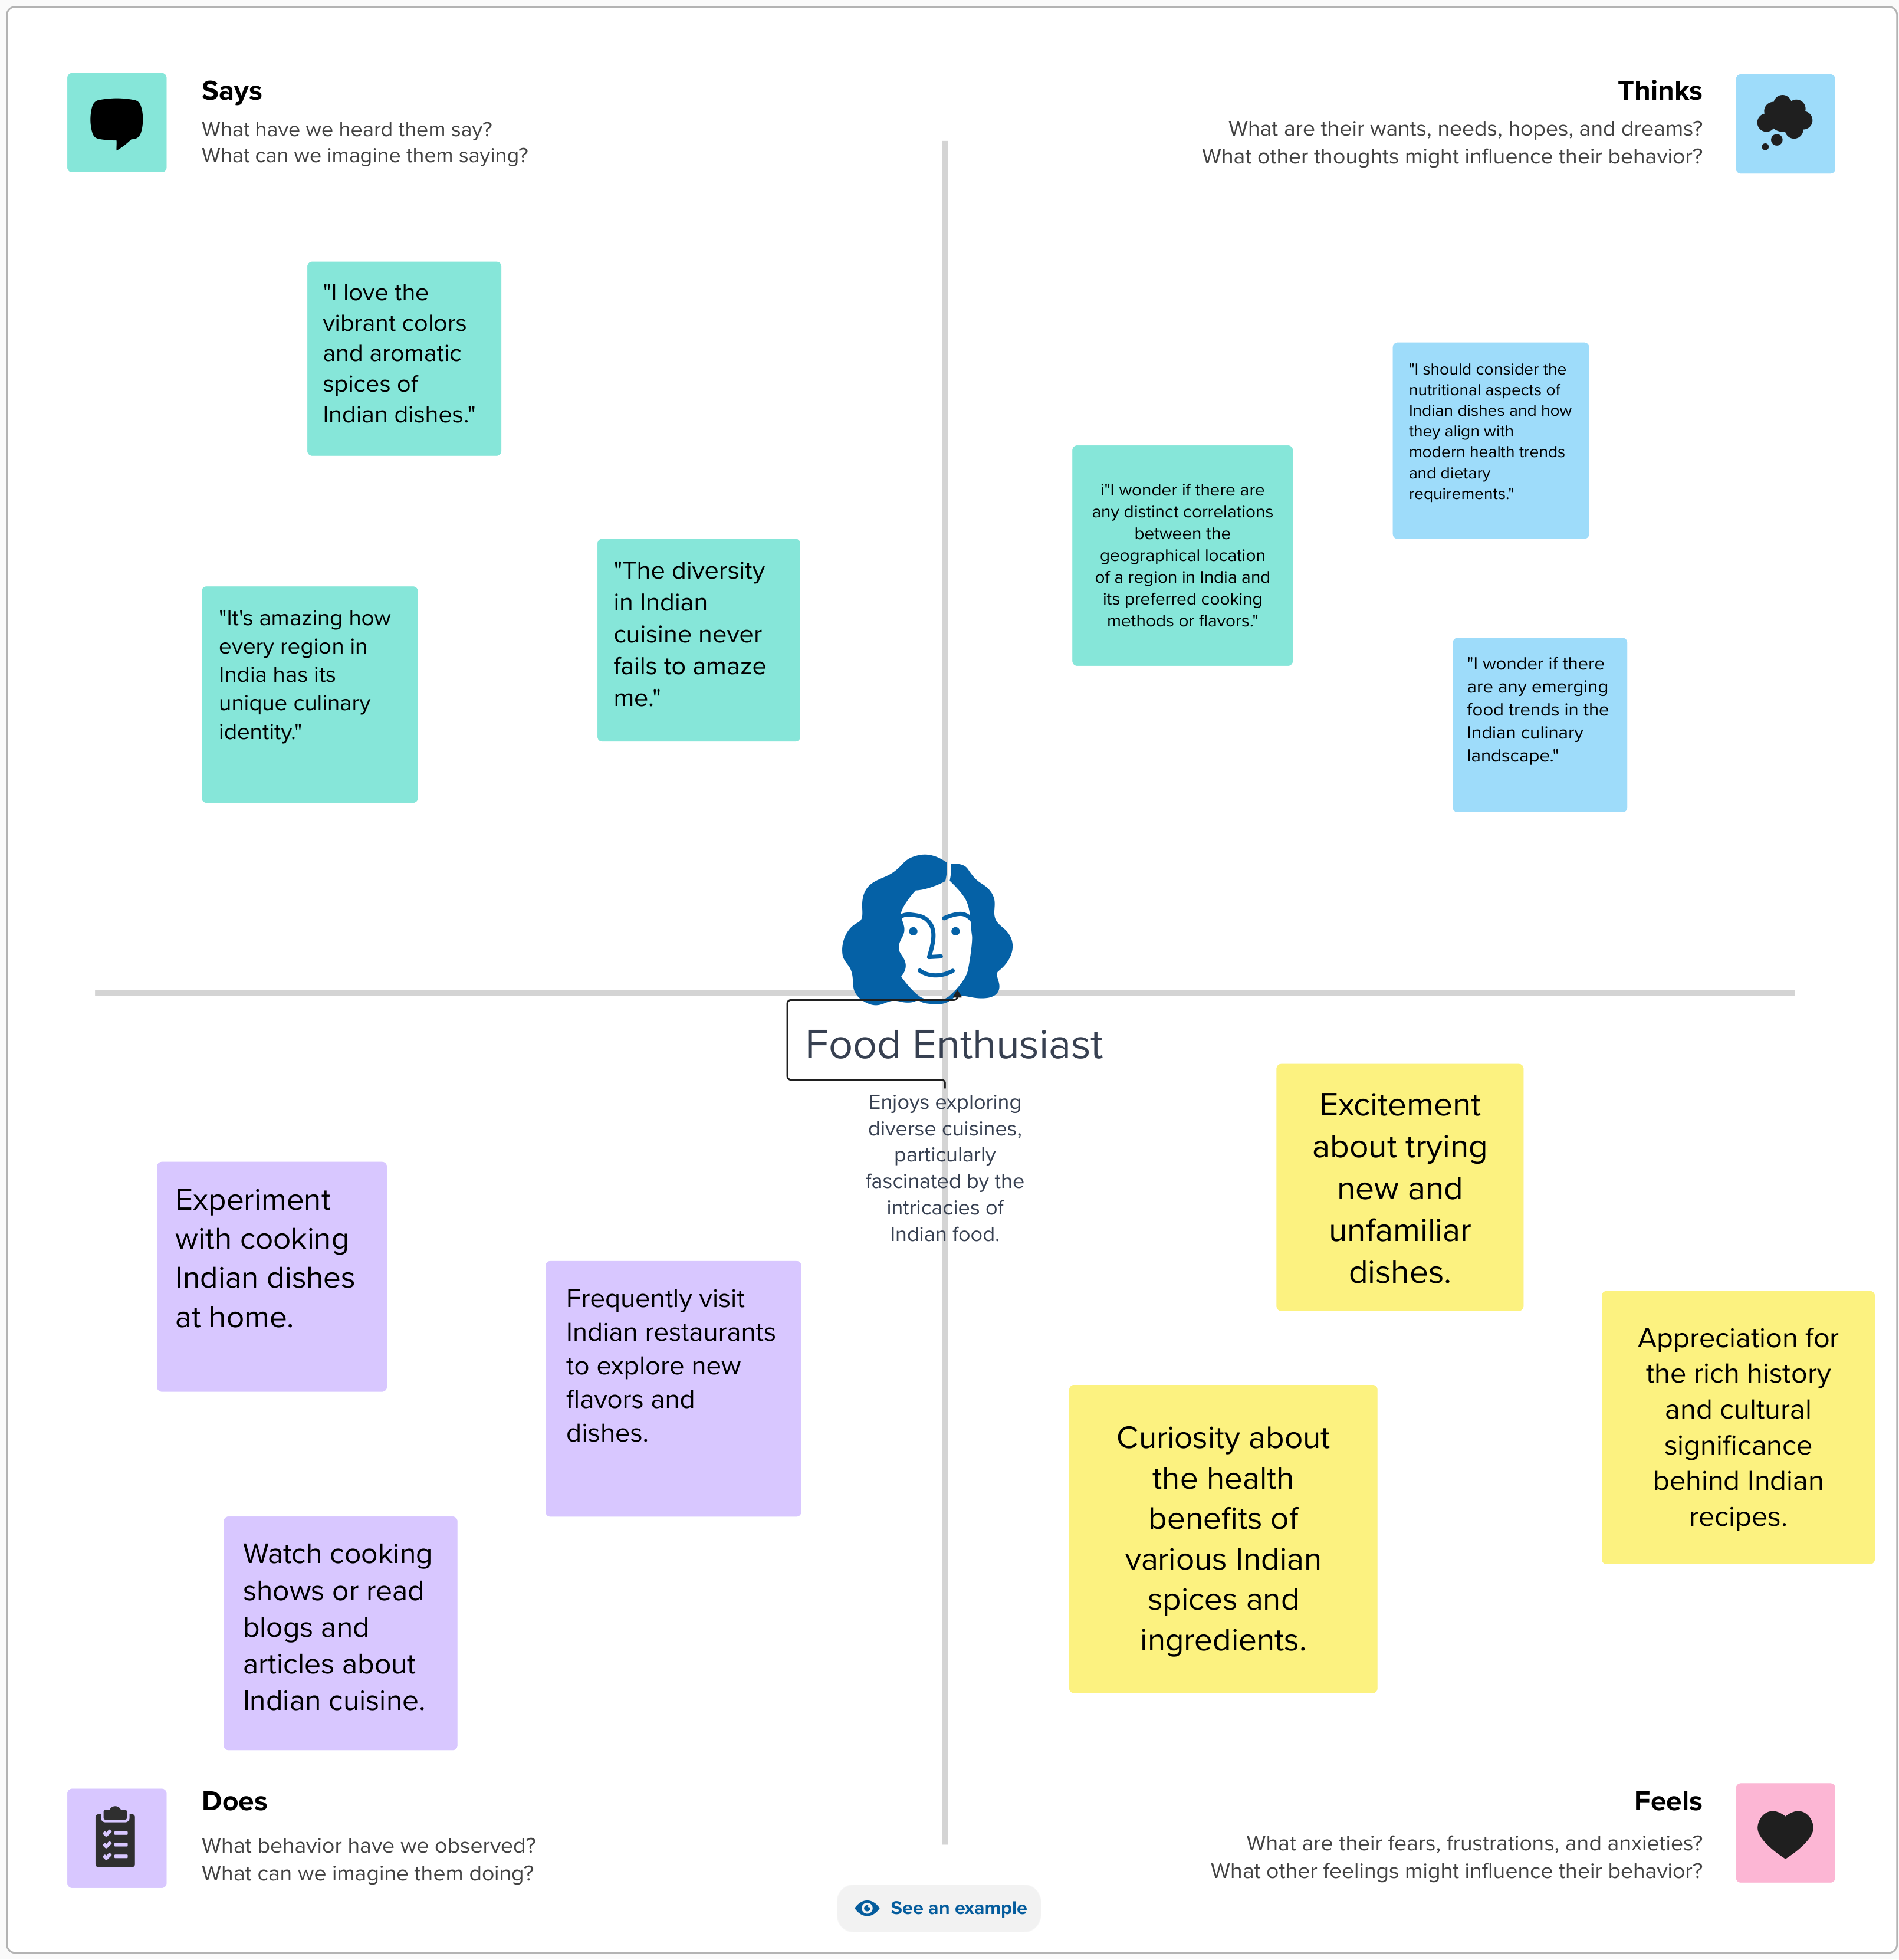 Says
What have we heard them say?
What can we imagine them saying?
Thinks
What are their wants, needs, hopes, and dreams?
What other thoughts might influence their behavior?
"I love the
vibrant colors
and aromatic
spices of
Indian dishes."
"It's amazing how
every region in
India has its
unique culinary
identity."
"The diversity
in Indian
cuisine never
fails to amaze
me."
i"I wonder if there are
any distinct correlations
between the
geographical location
of a region in India and
its preferred cooking
methods or flavors."
"I should consider the
nutritional aspects of
Indian dishes and how
they align with
modern health trends
and dietary
requirements."
"I wonder if there
are any emerging
food trends in the
Indian culinary
landscape."
Food Enthusiast
Enjoys exploring
diverse cuisines,
particularly
fascinated by the
intricacies of
Indian food.
Experiment
with cooking
Indian dishes
at home.
Frequently visit
Indian restaurants
to explore new
flavors and
dishes.
Watch cooking
shows or read
blogs and
articles about
Indian cuisine.
Excitement
about trying
new and
unfamiliar
dishes.
Appreciation for
the rich history
and cultural
significance
behind Indian
recipes.
Curiosity about
the health
benefits of
various Indian
spices and
ingredients.
Does
What behavior have we observed?
What can we imagine them doing?
Feels
What are their fears, frustrations, and anxieties?
What other feelings might influence their behavior?
See an example